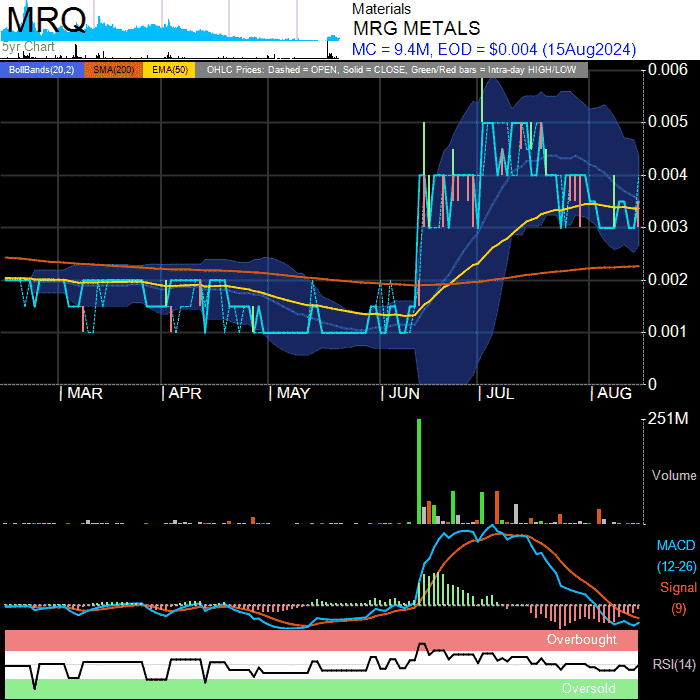 MRQ
5yr Chart
Materials
MRG METALS
MC = 9.4M, EOD = $0.004 (15Aug2024)
BollBands(20,2) SMA(200) EMA(50) OHLC Prices: Dashed = OPEN, Solid = CLOSE, Green/Red bars = Intra-day HIGH/LOW
0.006
0.005
0.004
0.003
0.002
0.001
0
MAR APR MAY JUN JUL AUG
251M
Volume
MACD
(12-26)
Signal
(9)
Overbought
RSI(14)
Oversold